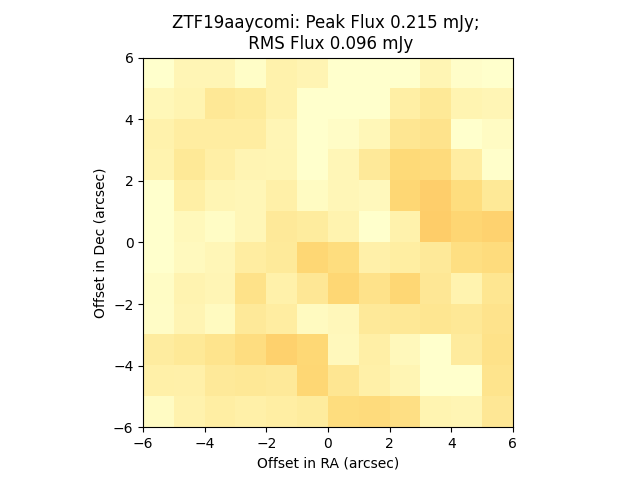 ZTF19aaycomi: Peak Flux 0.215 mJy;
RMS Flux 0.096 mJy
6
4
2
0
−2
−4
−6
Offset in Dec (arcsec)
−6 −4 −2 0 2 4 6
Offset in RA (arcsec)